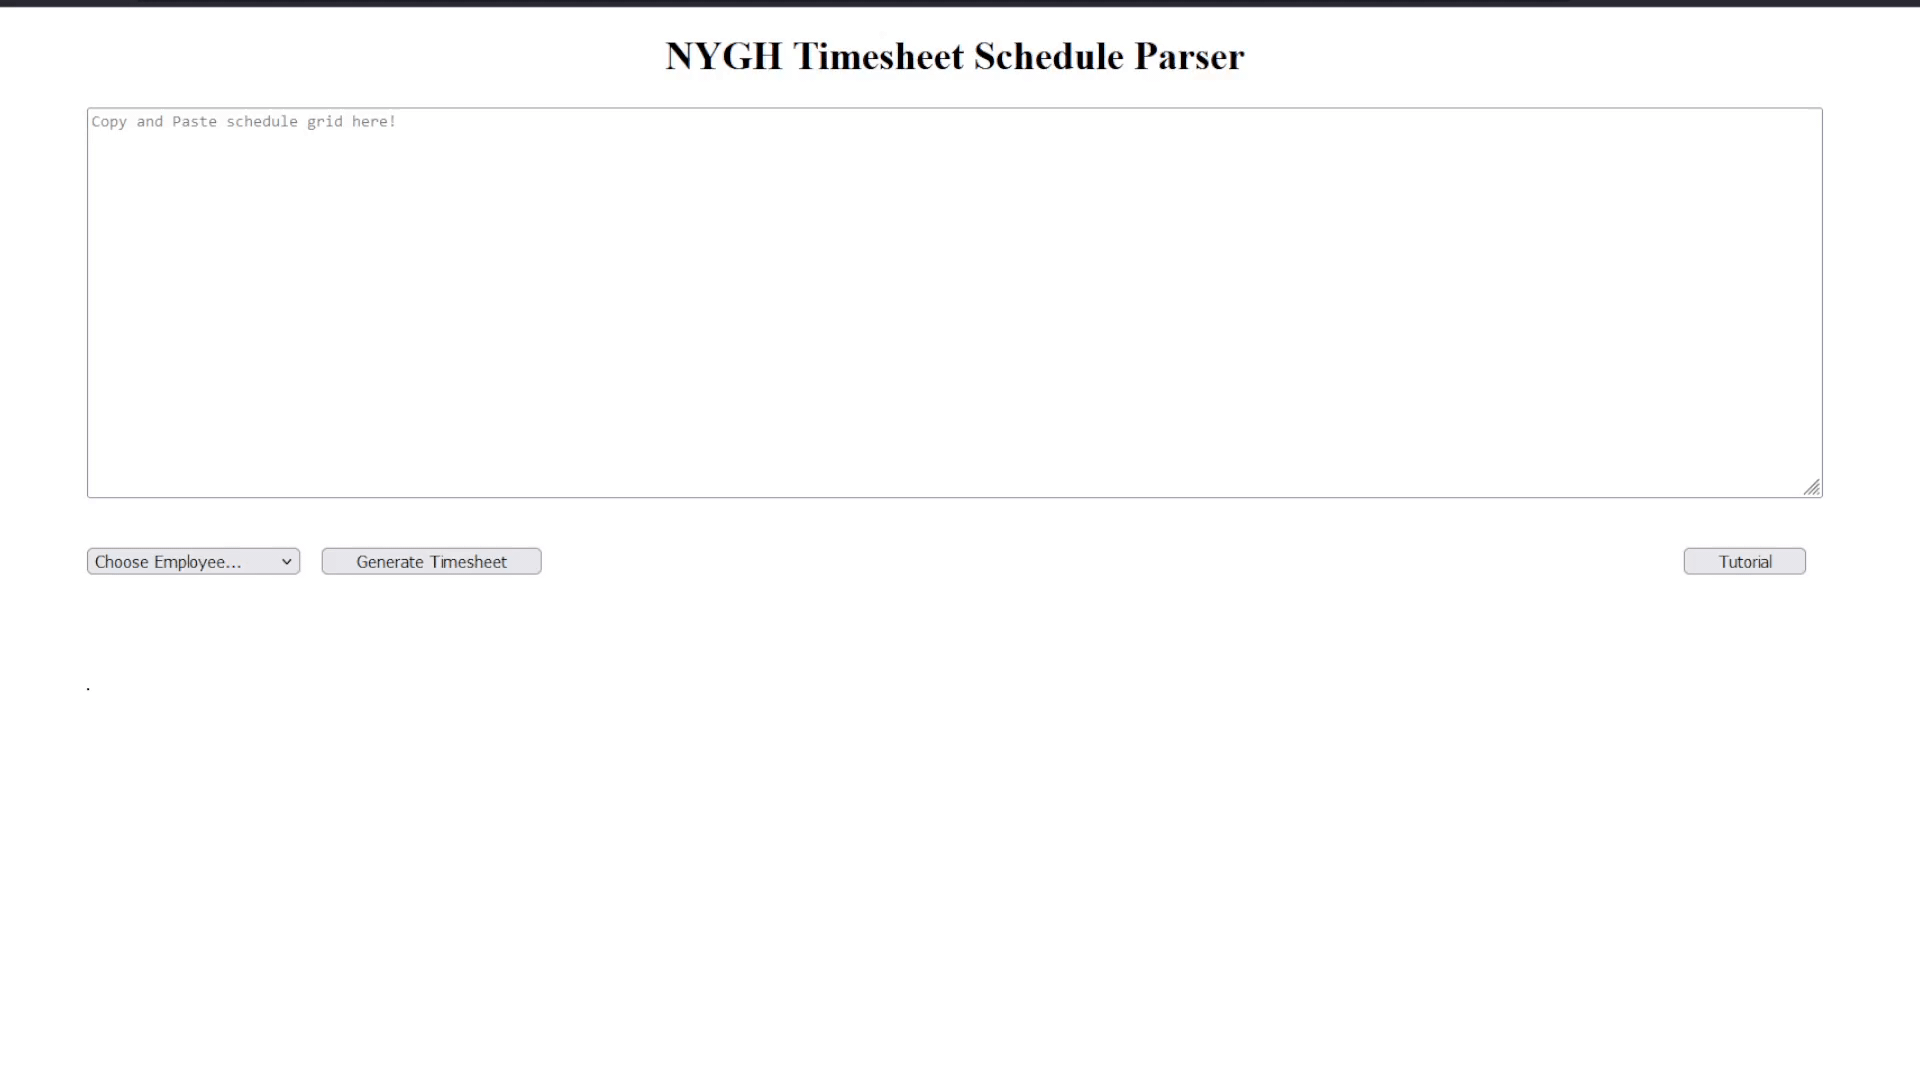 NYGH Timesheet Schedule Parser
Copy and Paste schedule grid here!
Choose Employee...
Generate Timesheet
Tutorial
.